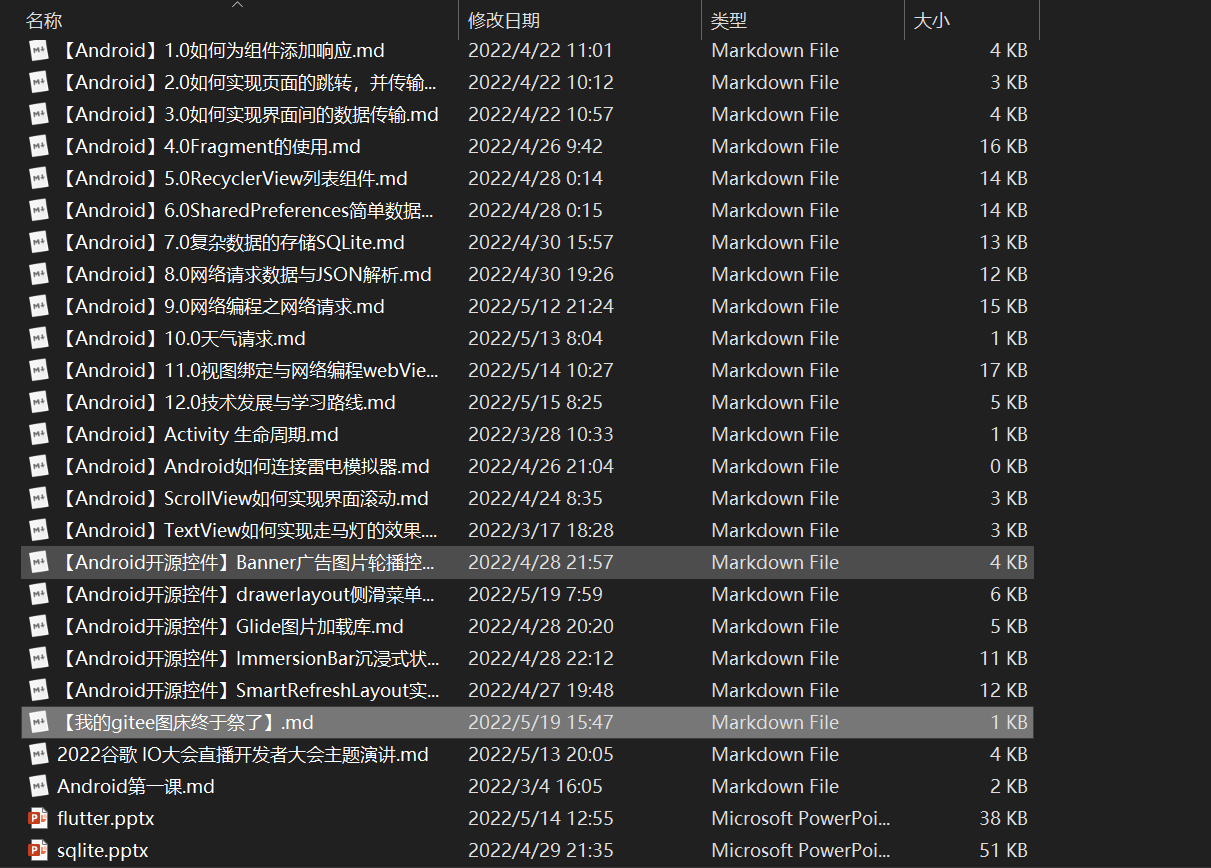 名称 修改日期 类型 大小
【Android】1.0如何为组件添加响应.md 2022/4/22 11:01 Markdown File 4 KB
【Android】2.0如何实现页面的跳转，并传输... 2022/4/22 10:12 Markdown File 3 KB
【Android】3.0如何实现界面间的数据传输.md 2022/4/22 10:57 Markdown File 4 KB
【Android】4.0Fragment的使用.md 2022/4/26 9:42 Markdown File 16 KB
【Android】5.0RecyclerView列表组件.md 2022/4/28 0:14 Markdown File 14 KB
【Android】6.0SharedPreferences简单数据... 2022/4/28 0:15 Markdown File 14 KB
【Android】7.0复杂数据的存储SQLite.md 2022/4/30 15:57 Markdown File 13 KB
【Android】8.0网络请求数据与JSON解析.md 2022/4/30 19:26 Markdown File 12 KB
【Android】9.0网络编程之网络请求.md 2022/5/12 21:24 Markdown File 15 KB
【Android】10.0天气请求.md 2022/5/13 8:04 Markdown File 1 KB
【Android】11.0视图绑定与网络编程webVie... 2022/5/14 10:27 Markdown File 17 KB
【Android】12.0技术发展与学习路线.md 2022/5/15 8:25 Markdown File 5 KB
【Android】Activity 生命周期.md 2022/3/28 10:33 Markdown File 1 KB
【Android】Android如何连接雷电模拟器.md 2022/4/26 21:04 Markdown File 0 KB
【Android】ScrollView如何实现界面滚动.md 2022/4/24 8:35 Markdown File 3 KB
【Android】TextView如何实现走马灯的效果.... 2022/3/17 18:28 Markdown File 3 KB
【Android开源控件】Banner广告图片轮播控... 2022/4/28 21:57 Markdown File 4 KB
【Android开源控件】drawerlayout侧滑菜单... 2022/5/19 7:59 Markdown File 6 KB
【Android开源控件】Glide图片加载库.md 2022/4/28 20:20 Markdown File 5 KB
【Android开源控件】ImmersionBar沉浸式状... 2022/4/28 22:12 Markdown File 11 KB
【Android开源控件】SmartRefreshLayout实... 2022/4/27 19:48 Markdown File 12 KB
【我的gitee图床终于祭了】.md 2022/5/19 15:47 Markdown File 1 KB
2022谷歌 IO大会直播开发者大会主题演讲.md 2022/5/13 20:05 Markdown File 4 KB
Android第一课.md 2022/3/4 16:05 Markdown File 2 KB
flutter.pptx 2022/5/14 12:55 Microsoft PowerPoi... 38 KB
sqlite.pptx 2022/4/29 21:35 Microsoft PowerPoi... 51 KB